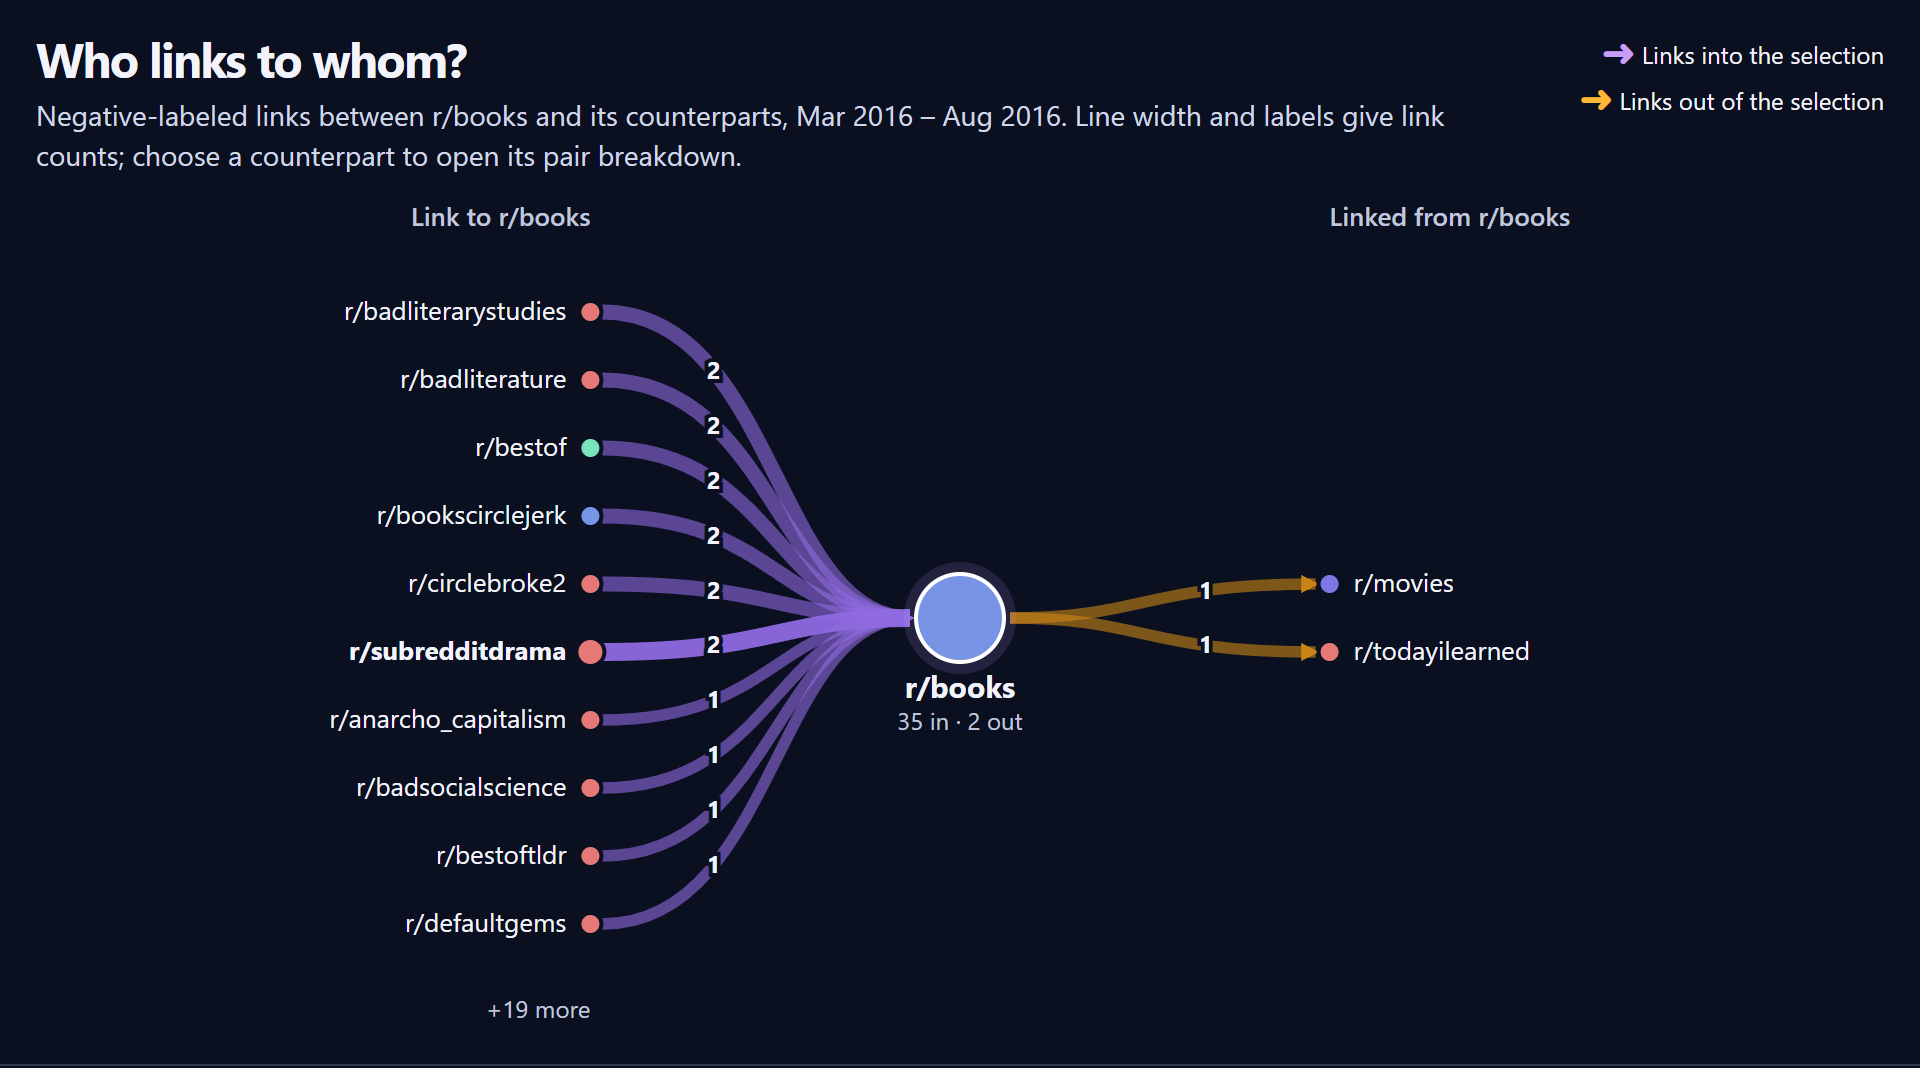 Who links to whom?
Links into the selection
Links out of the selection
Negative-labeled links between r/books and its counterparts, Mar 2016 – Aug 2016. Line width and labels give link
counts; choose a counterpart to open its pair breakdown.
Link to r/books
Linked from r/books
r/badliterarystudies
2
r/badliterature
2
r/bestof
2
r/bookscirclejerk
2
r/circlebroke2
2
r/subredditdrama
2
r/anarcho_capitalism
1
r/badsocialscience
1
r/bestoftldr
1
r/defaultgems
1
+19 more
r/books
35 in · 2 out
1
r/movies
1
r/todayilearned